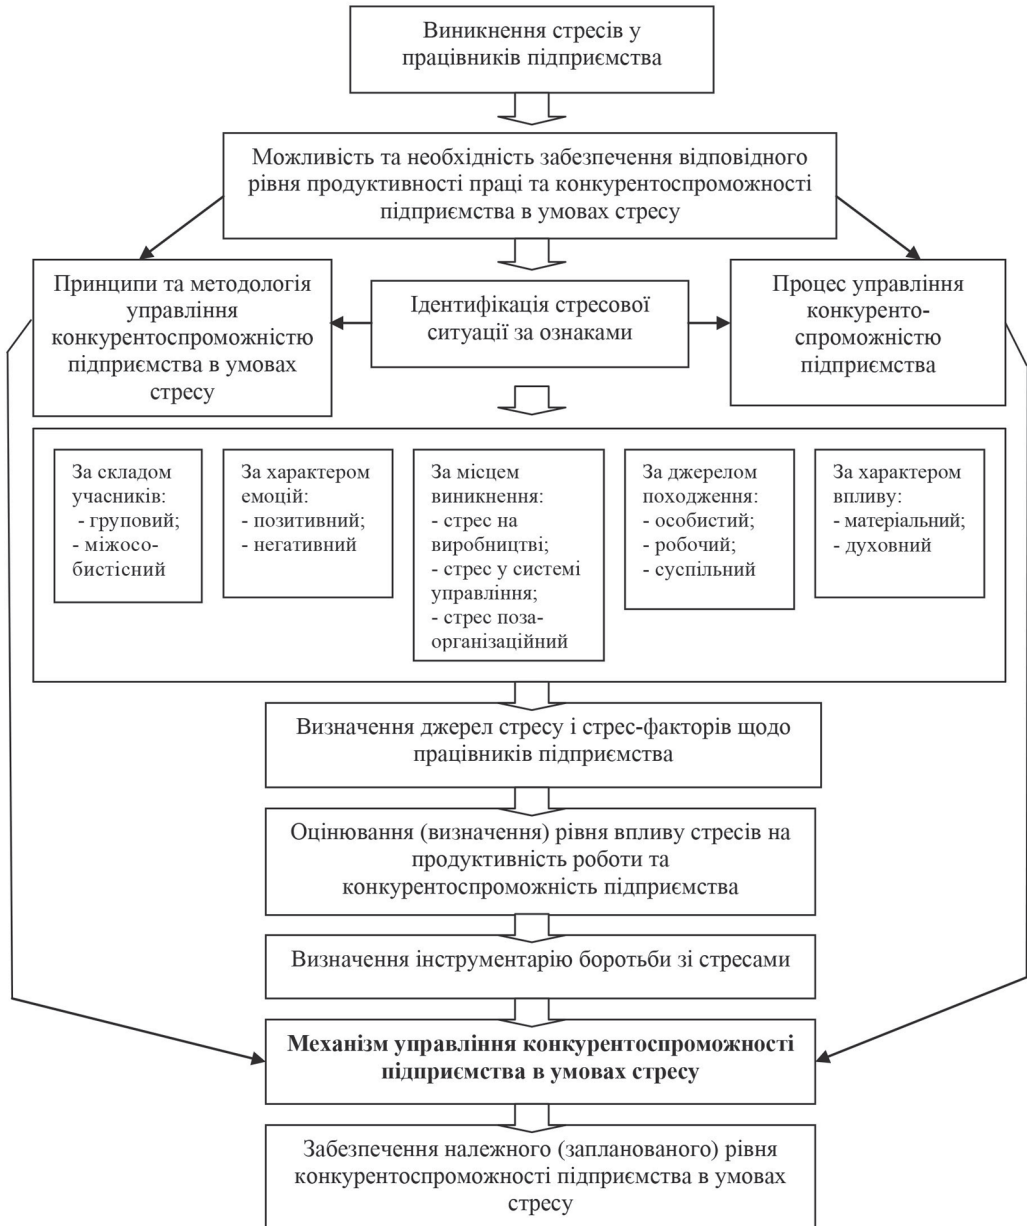 Виникнення стресів у
працівників підприємства
Можливість та необхідність забезпечення відповідного
рівня продуктивності праці та конкурентоспроможності
підприємства в умовах стресу
Принципи та методологія
управління
конкурентоспроможністю
підприємства в умовах
стресу
Ідентифікація стресової
ситуації за ознаками
Процес управління
конкуренто-
спроможністю
підприємства
За складом
учасників:
- груповий;
- міжосо-
бистісний
За характером
емоцій:
- позитивний;
- негативний
За місцем
виникнення:
- стрес на
виробництві;
- стрес у системі
управління;
- стрес поза-
організаційний
За джерелом
походження:
- особистий;
- робочий;
- суспільний
За характером
впливу:
- матеріальний;
- духовний
Визначення джерел стресу і стрес-факторів щодо
працівників підприємства
Оцінювання (визначення) рівня впливу стресів на
продуктивність роботи та
конкурентоспроможність підприємства
Визначення інструментарію боротьби зі стресами
Механізм управління конкурентоспроможності
підприємства в умовах стресу
Забезпечення належного (запланованого) рівня
конкурентоспроможності підприємства в умовах
стресу